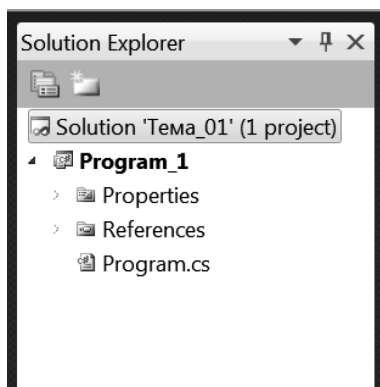 Solution Explorer
Solution 'Тема_01' (1 project)
Program_1
Properties
References
Program.cs